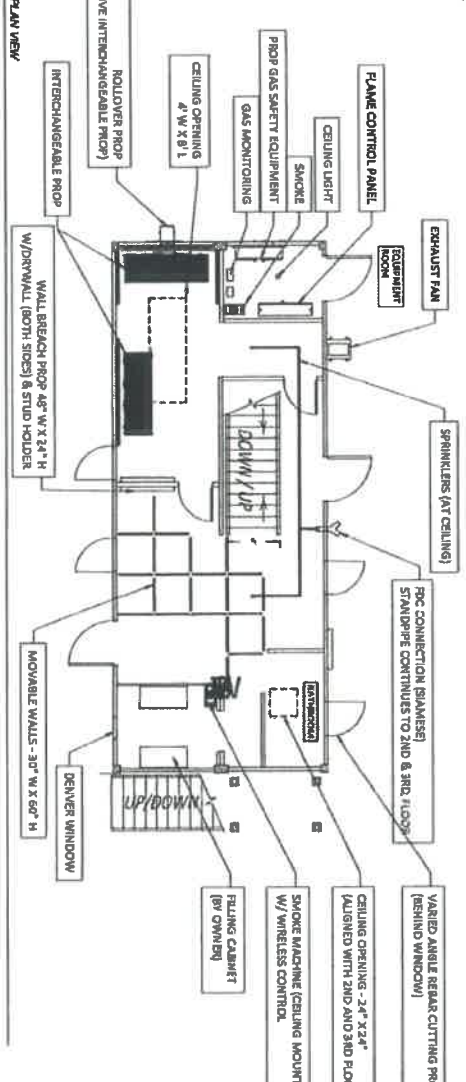 EXHAUST FAN
EQUIPMENT
ROOM
FLAME CONTROL PANEL
CEILING LIGHT
SMOKE
PROP GAS SAFETY EQUIPMENT
GAS MONITORING
CEILING OPENING
4' W X 8' L
ROLLOVER PROP
INTERCHANGEABLE PROP)
INTERCHANGEABLE PROP
WALL BREACH PROP 48" W X 24" H
W/DRYWALL (BOTH SIDES) & STUD HOLDER
SPRINKLERS (AT CEILING)
FDC CONNECTION (SIAMESE)
STANDPIPE CONTINUES TO 2ND & 3RD FLOOR
VARIED ANGLE REBAR CUTTING
(BEHIND WINDOW)
CEILING OPENING - 24" X 24"
(ALIGNED WITH 2ND AND 3RD
SMOKE MACHINE (CEILING
W/ WIRELESS CONTROL
FILLING CABINET
(BY OWNER)
DENVER WINDOW
MOVABLE WALLS - 30" W X 60" H
DOWN/UP
BATHROOM
UP/DOWN
PLAN VIEW